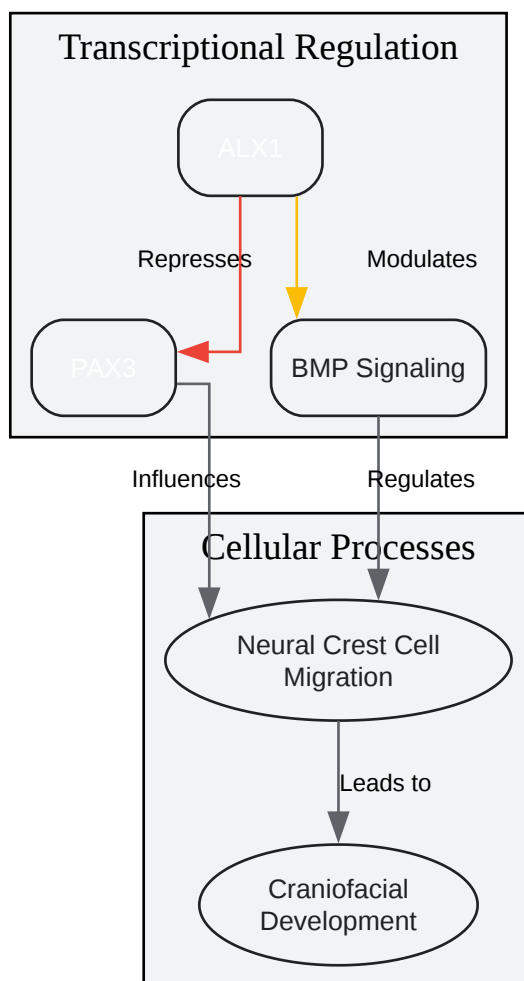 Transcriptional Regulation
ALX1
Represses
Modulates
PAX3
BMP Signaling
Influences
Regulates
Cellular Processes
Neural Crest Cell
Migration
Leads to
Craniofacial
Development